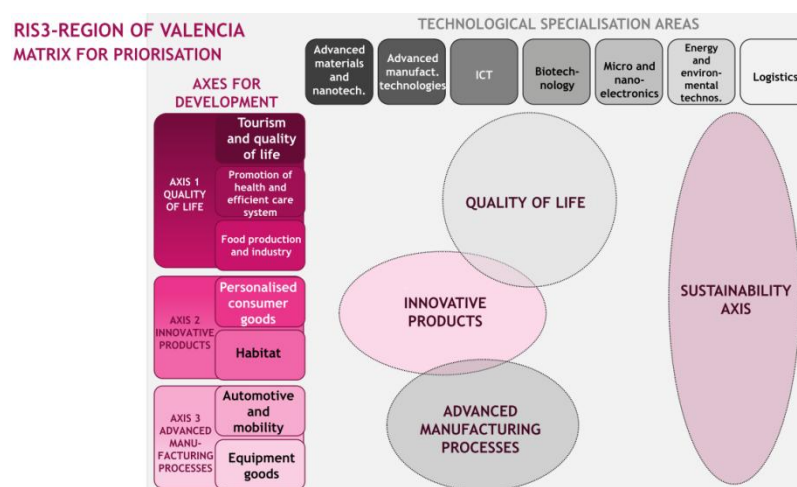 RIS3-REGION OF VALENCIA
MATRIX FOR PRIORISATION
TECHNOLOGICAL SPECIALISATION AREAS
Advanced
materials
and
nanotech.
Advanced
manufact.
technologies
ICT
Biotech-
nology
Micro and
nano-
electronics
Energy
and
environ-
mental
technos.
Logistics
AXES FOR
DEVELOPMENT
AXIS 1
QUALITY
OF LIFE
Tourism
and quality
of life
Promotion of
health and
efficient care
system
Food production
and industry
AXIS 2
INNOVATIVE
PRODUCTS
Personalised
consumer
goods
Habitat
AXIS 3
ADVANCED
MANU-
FACTURING
PROCESSES
Automotive
and
mobility
Equipment
goods
QUALITY OF LIFE
INNOVATIVE
PRODUCTS
ADVANCED
MANUFACTURING
PROCESSES
SUSTAINABILITY
AXIS